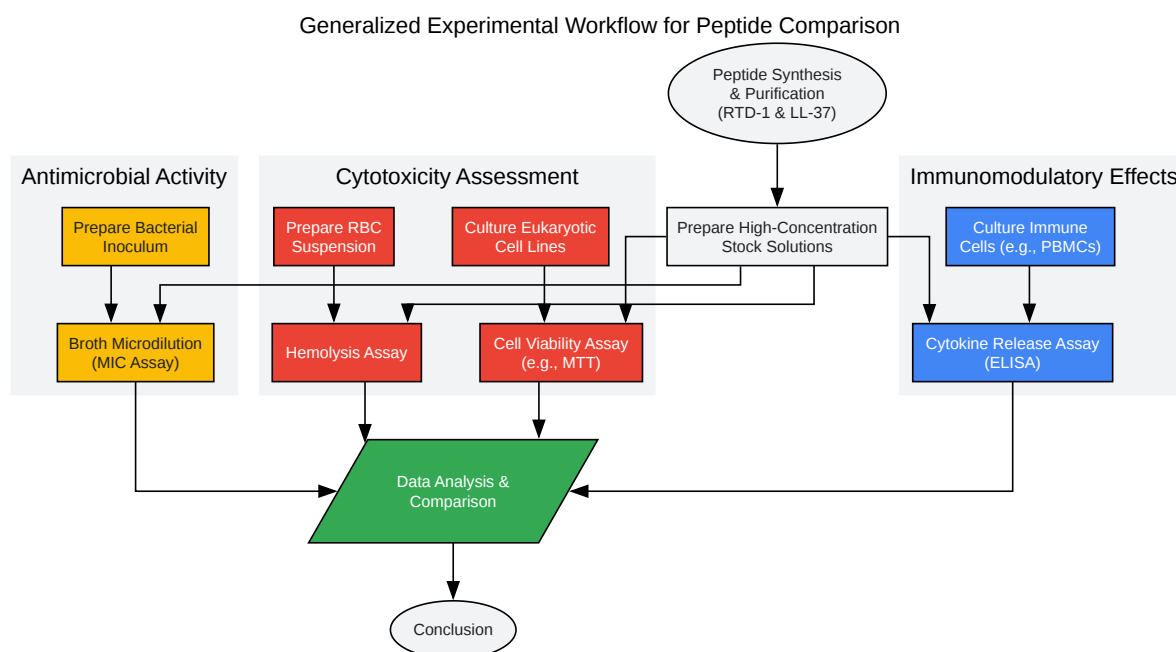 Generalized Experimental Workflow for Peptide Comparison
Peptide Synthesis
& Purification
(RTD-1 & LL-37)
Antimicrobial Activity
Cytotoxicity Assessment
Immunomodulatory Effects
Prepare Bacterial
Inoculum
Prepare RBC
Suspension
Culture Eukaryotic
Cell Lines
Prepare High-Concentration
Stock Solutions
Culture Immune
Cells (e.g., PBMCs)
Broth Microdilution
(MIC Assay)
Hemolysis Assay
Cell Viability Assay
(e.g., MTT)
Cytokine Release Assay
(ELISA)
Data Analysis &
Comparison
Conclusion